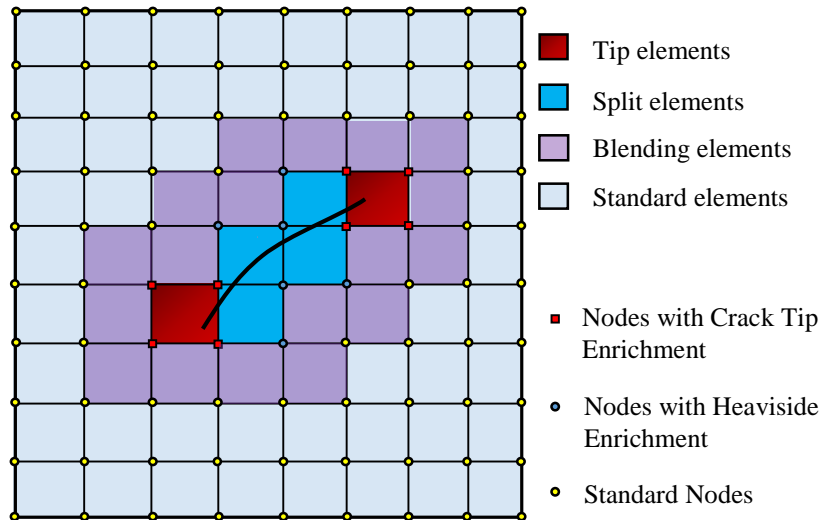 Tip elements
Split elements
Blending elements
Standard elements
Nodes with Crack Tip
Enrichment
Nodes with Heaviside
Enrichment
Standard Nodes